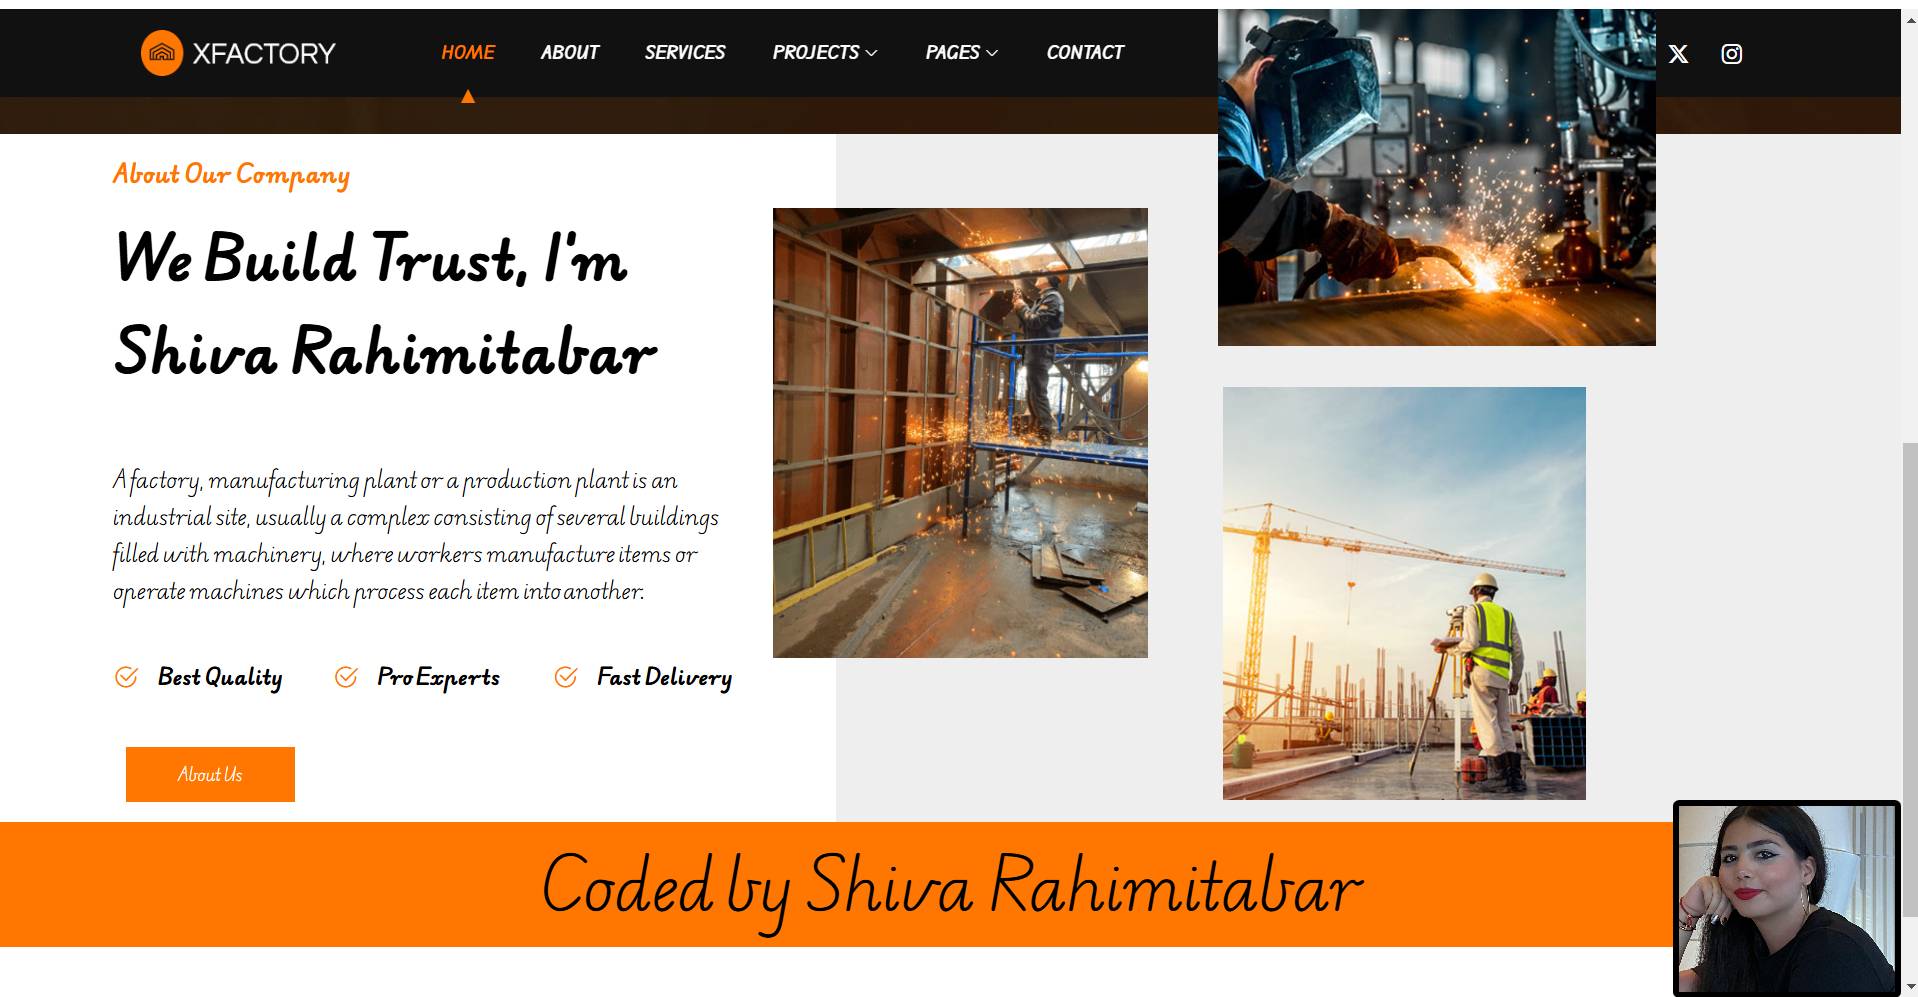 XFACTORY
HOME
ABOUT
SERVICES
PROJECTS
PAGES
CONTACT
About Our Company
We Build Trust, I'm
Shiva Rahimitabar
A factory, manufacturing plant or a production plant is an
industrial site, usually a complex consisting of several buildings
filled with machinery, where workers manufacture items or
operate machines which process each item into another.
Best Quality
Pro Experts
Fast Delivery
About Us
Coded by Shiva Rahimitabar